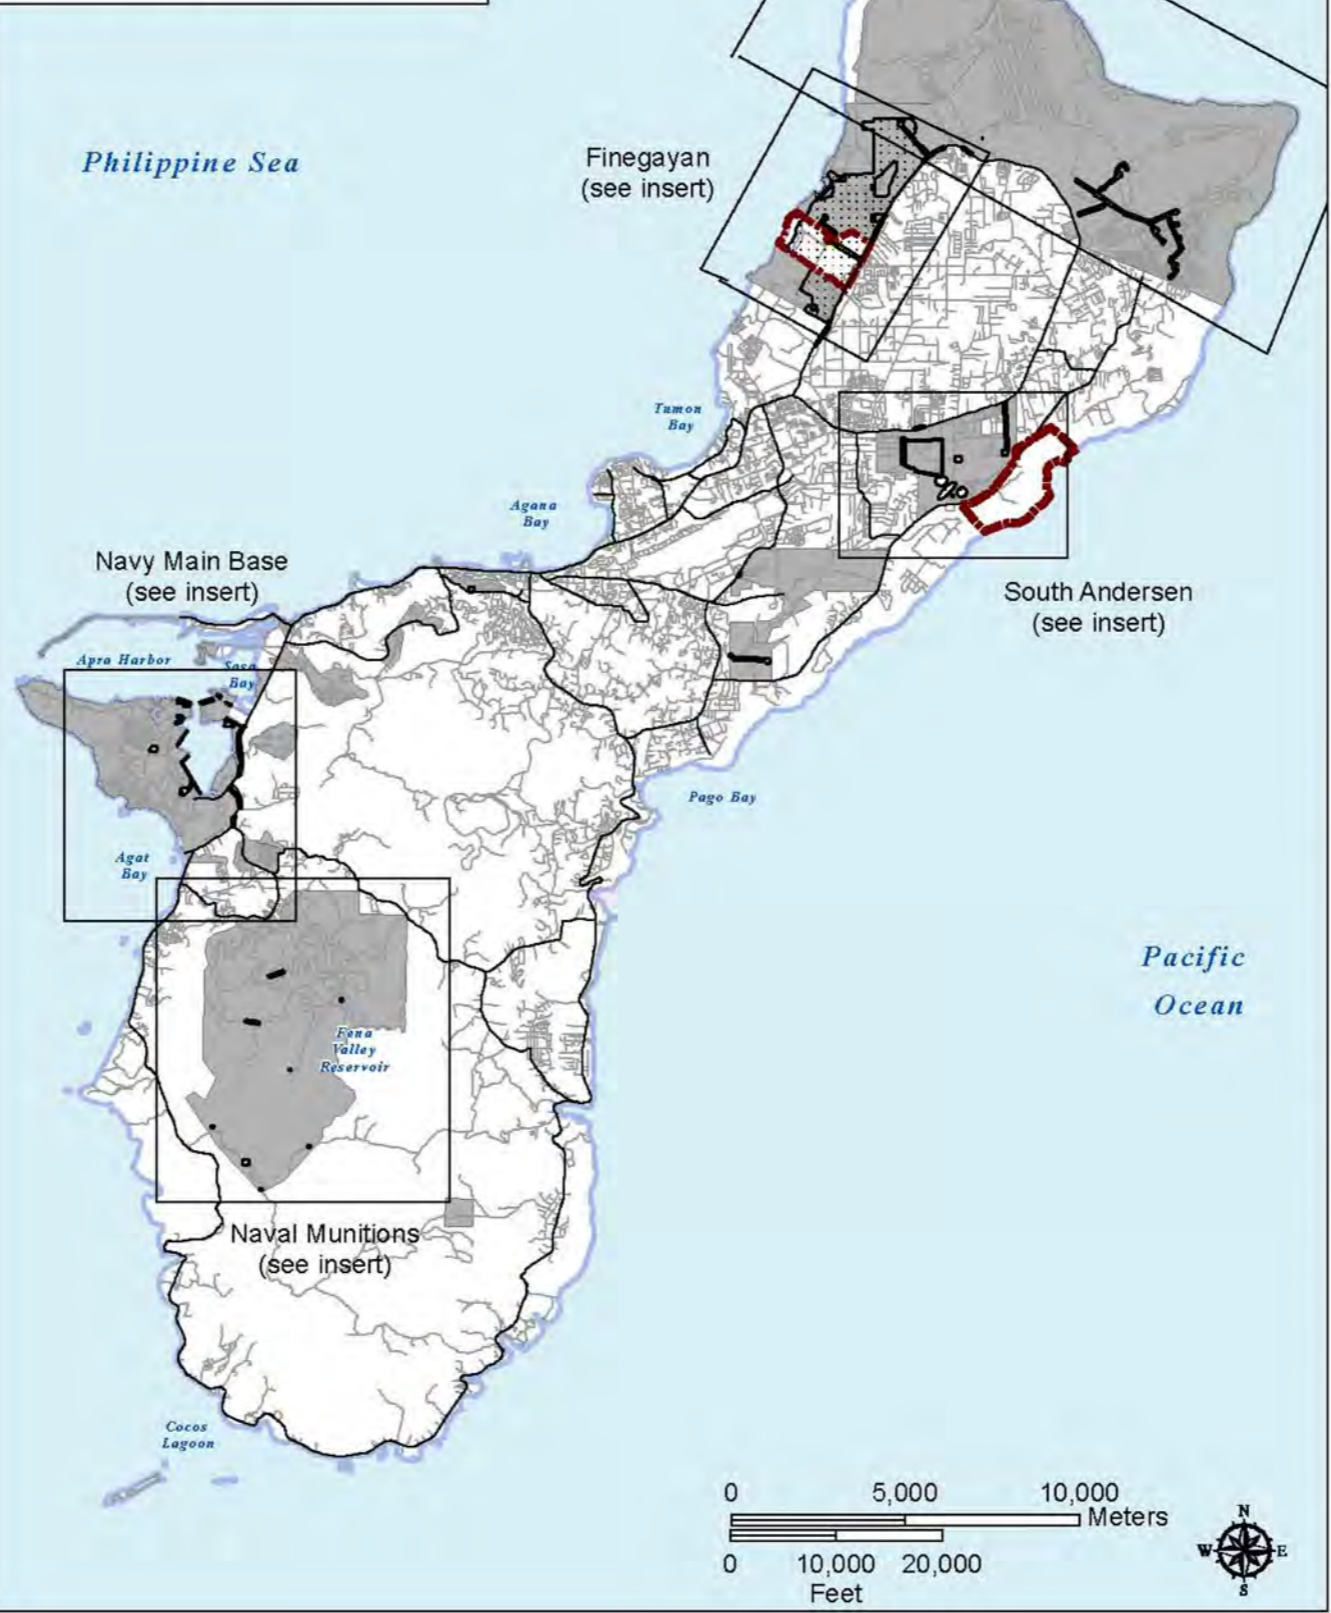 Philippine Sea
Finegayan
(see insert)
Tumon
Bay
Agana
Bay
Navy Main Base
(see insert)
South Andersen
(see insert)
Apra Harbor
Sasa
Bay
Pago Bay
Agat
Bay
Pacific
Ocean
Fena
Valley
Reservoir
Naval Munitions
(see insert)
Cocos
Lagoon
0 5,000 10,000
Meters
0 10,000 20,000
Feet
N
W E
S